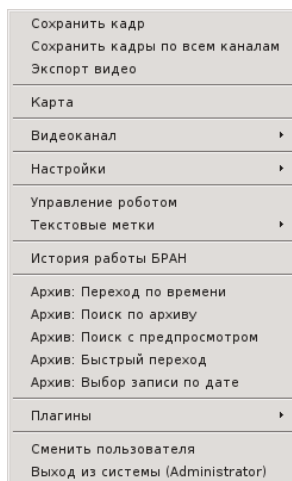 Сохранить кадр
Сохранить кадры по всем каналам
Экспорт видео
Карта
Видеоканал
Настройки
Управление роботом
Текстовые метки
История работы БРАН
Архив: Переход по времени
Архив: Поиск по архиву
Архив: Поиск с предпросмотром
Архив: Быстрый переход
Архив: Выбор записи по дате
Плагины
Сменить пользователя
Выход из системы (Administrator)